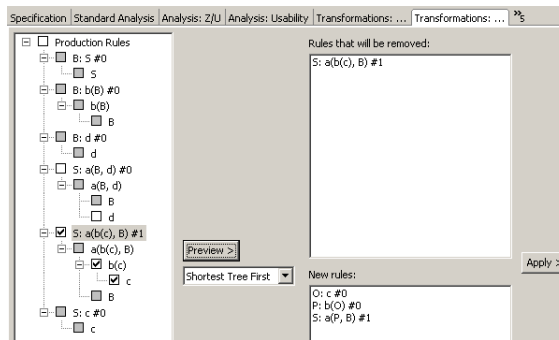 Specification Standard Analysis Analysis: Z/U Analysis: Usability Transformations: ... Transformations: ... »5
Production Rules
B: S #0
S
B: b(B) #0
b(B)
B
B: d #0
d
S: a(B, d) #0
a(B, d)
B
d
S: a(b(c), B) #1
a(b(c), B)
b(c)
c
B
S: c #0
c
Preview >
Shortest Tree First
Rules that will be removed:
S: a(b(c), B) #1
New rules:
O: c #0
P: b(O) #0
S: a(P, B) #1
Apply >